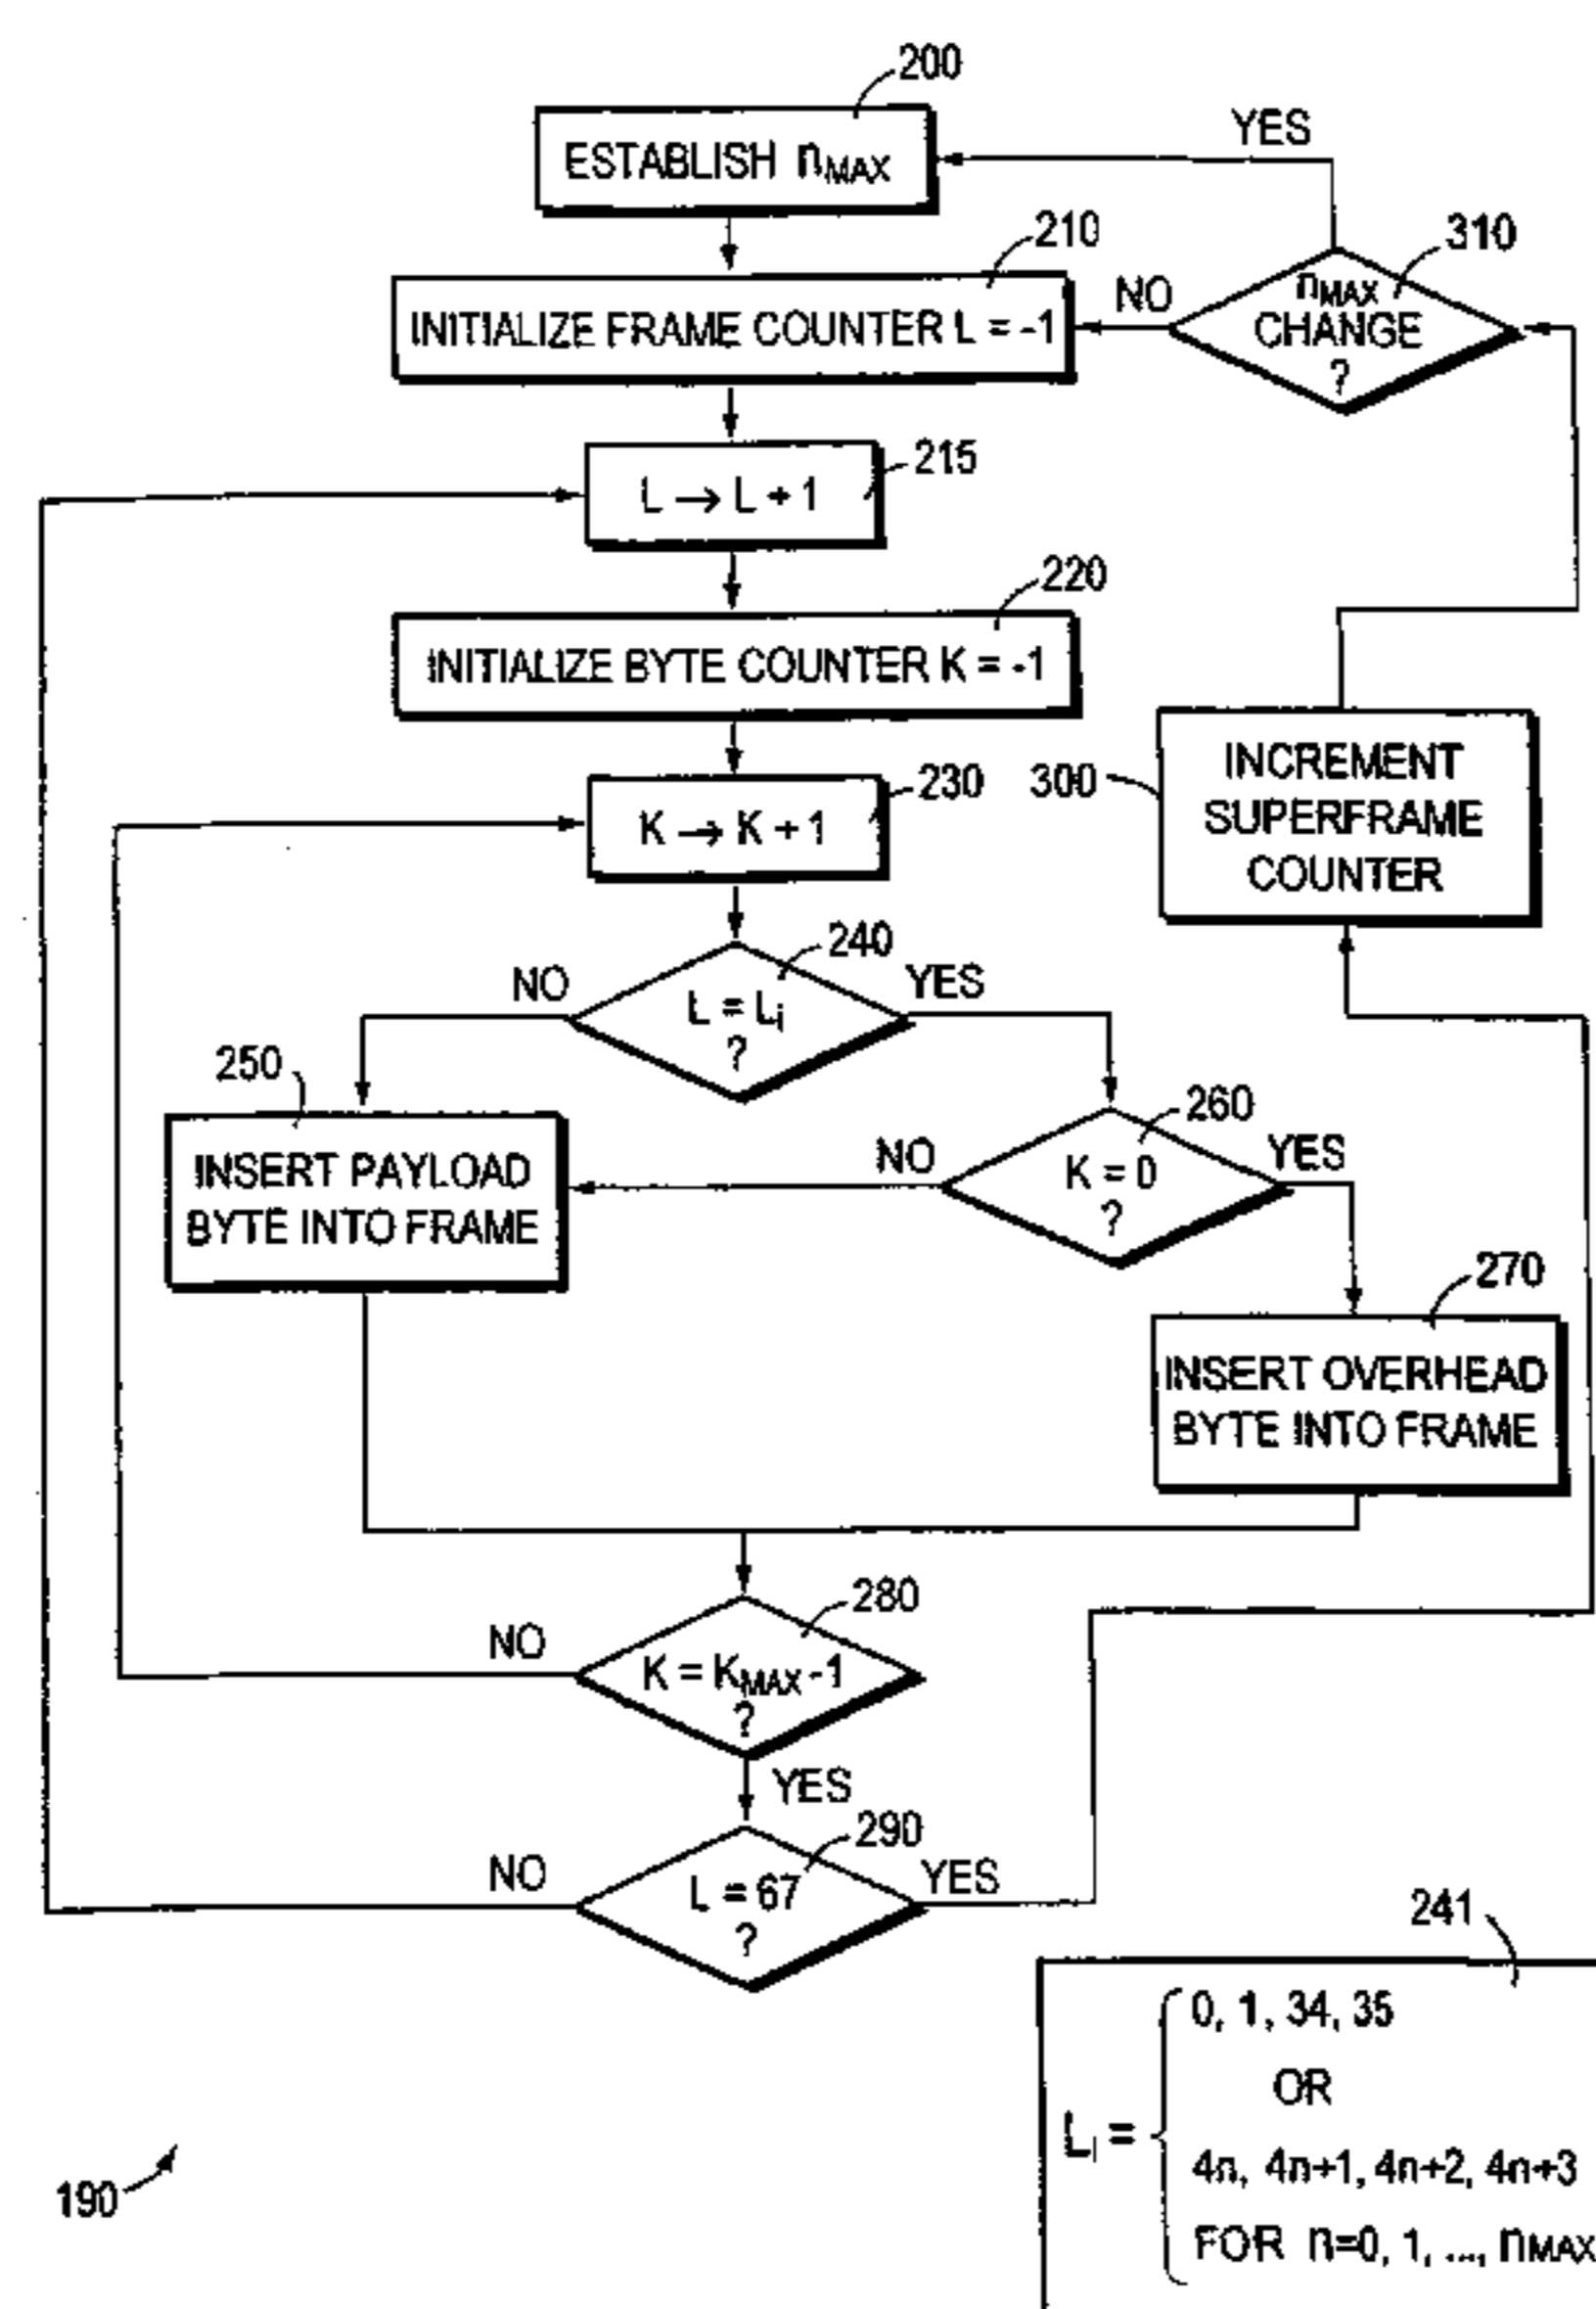 200
ESTABLISH nMAX
YES
210
310
INITIALIZE FRAME COUNTER L = -1
NO
nMAX
CHANGE
?
215
L → L + 1
220
INITIALIZE BYTE COUNTER K = -1
230
K → K + 1
300
INCREMENT
SUPERFRAME
COUNTER
240
NO
YES
L = Li
?
250
INSERT PAYLOAD
BYTE INTO FRAME
260
NO
YES
K = 0
?
270
INSERT OVERHEAD
BYTE INTO FRAME
280
NO
K = KMAX -1
?
YES
290
NO
YES
L = 67
?
241
0, 1, 34, 35
OR
Li =
4n, 4n+1, 4n+2, 4n+3
FOR n=0, 1, ..., nMAX
190